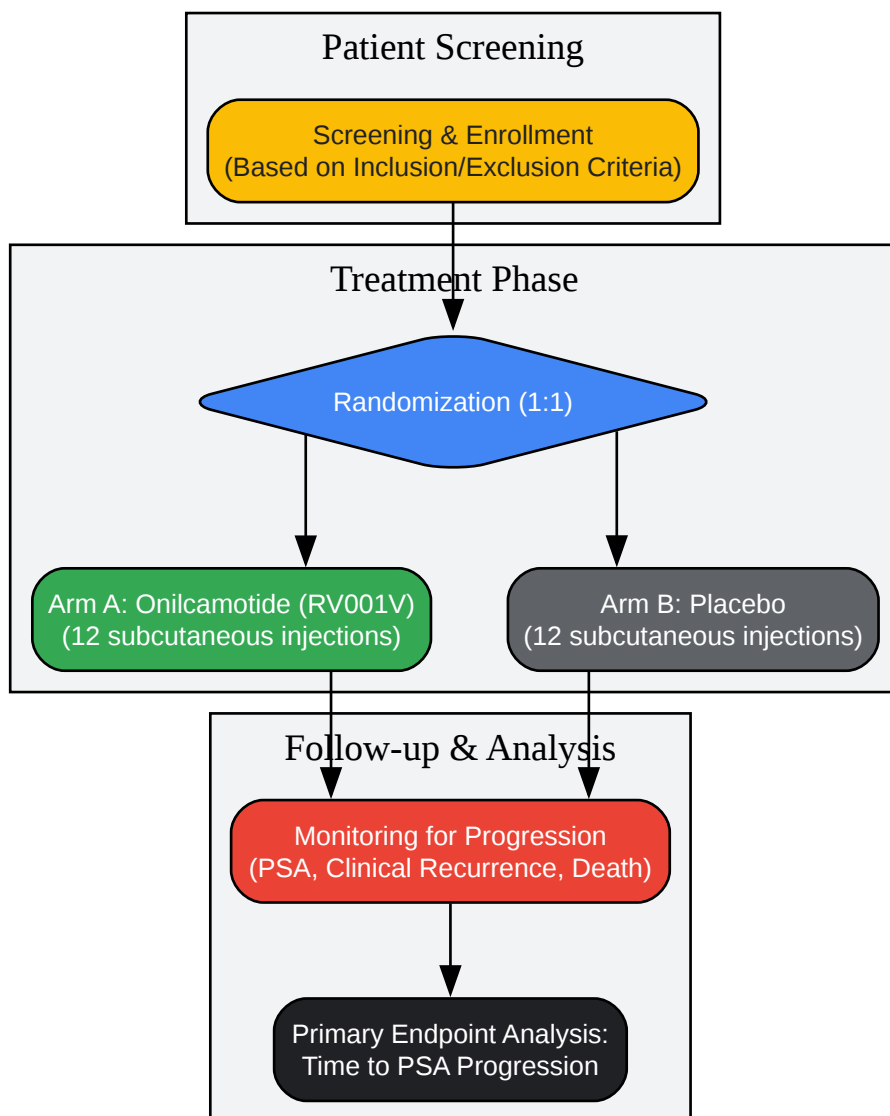 Patient Screening
Screening & Enrollment
(Based on Inclusion/Exclusion Criteria)
Treatment Phase
Randomization (1:1)
Arm A: Onilcamotide (RV001V)
(12 subcutaneous injections)
Arm B: Placebo
(12 subcutaneous injections)
Follow-up & Analysis
Monitoring for Progression
(PSA, Clinical Recurrence, Death)
Primary Endpoint Analysis:
Time to PSA Progression